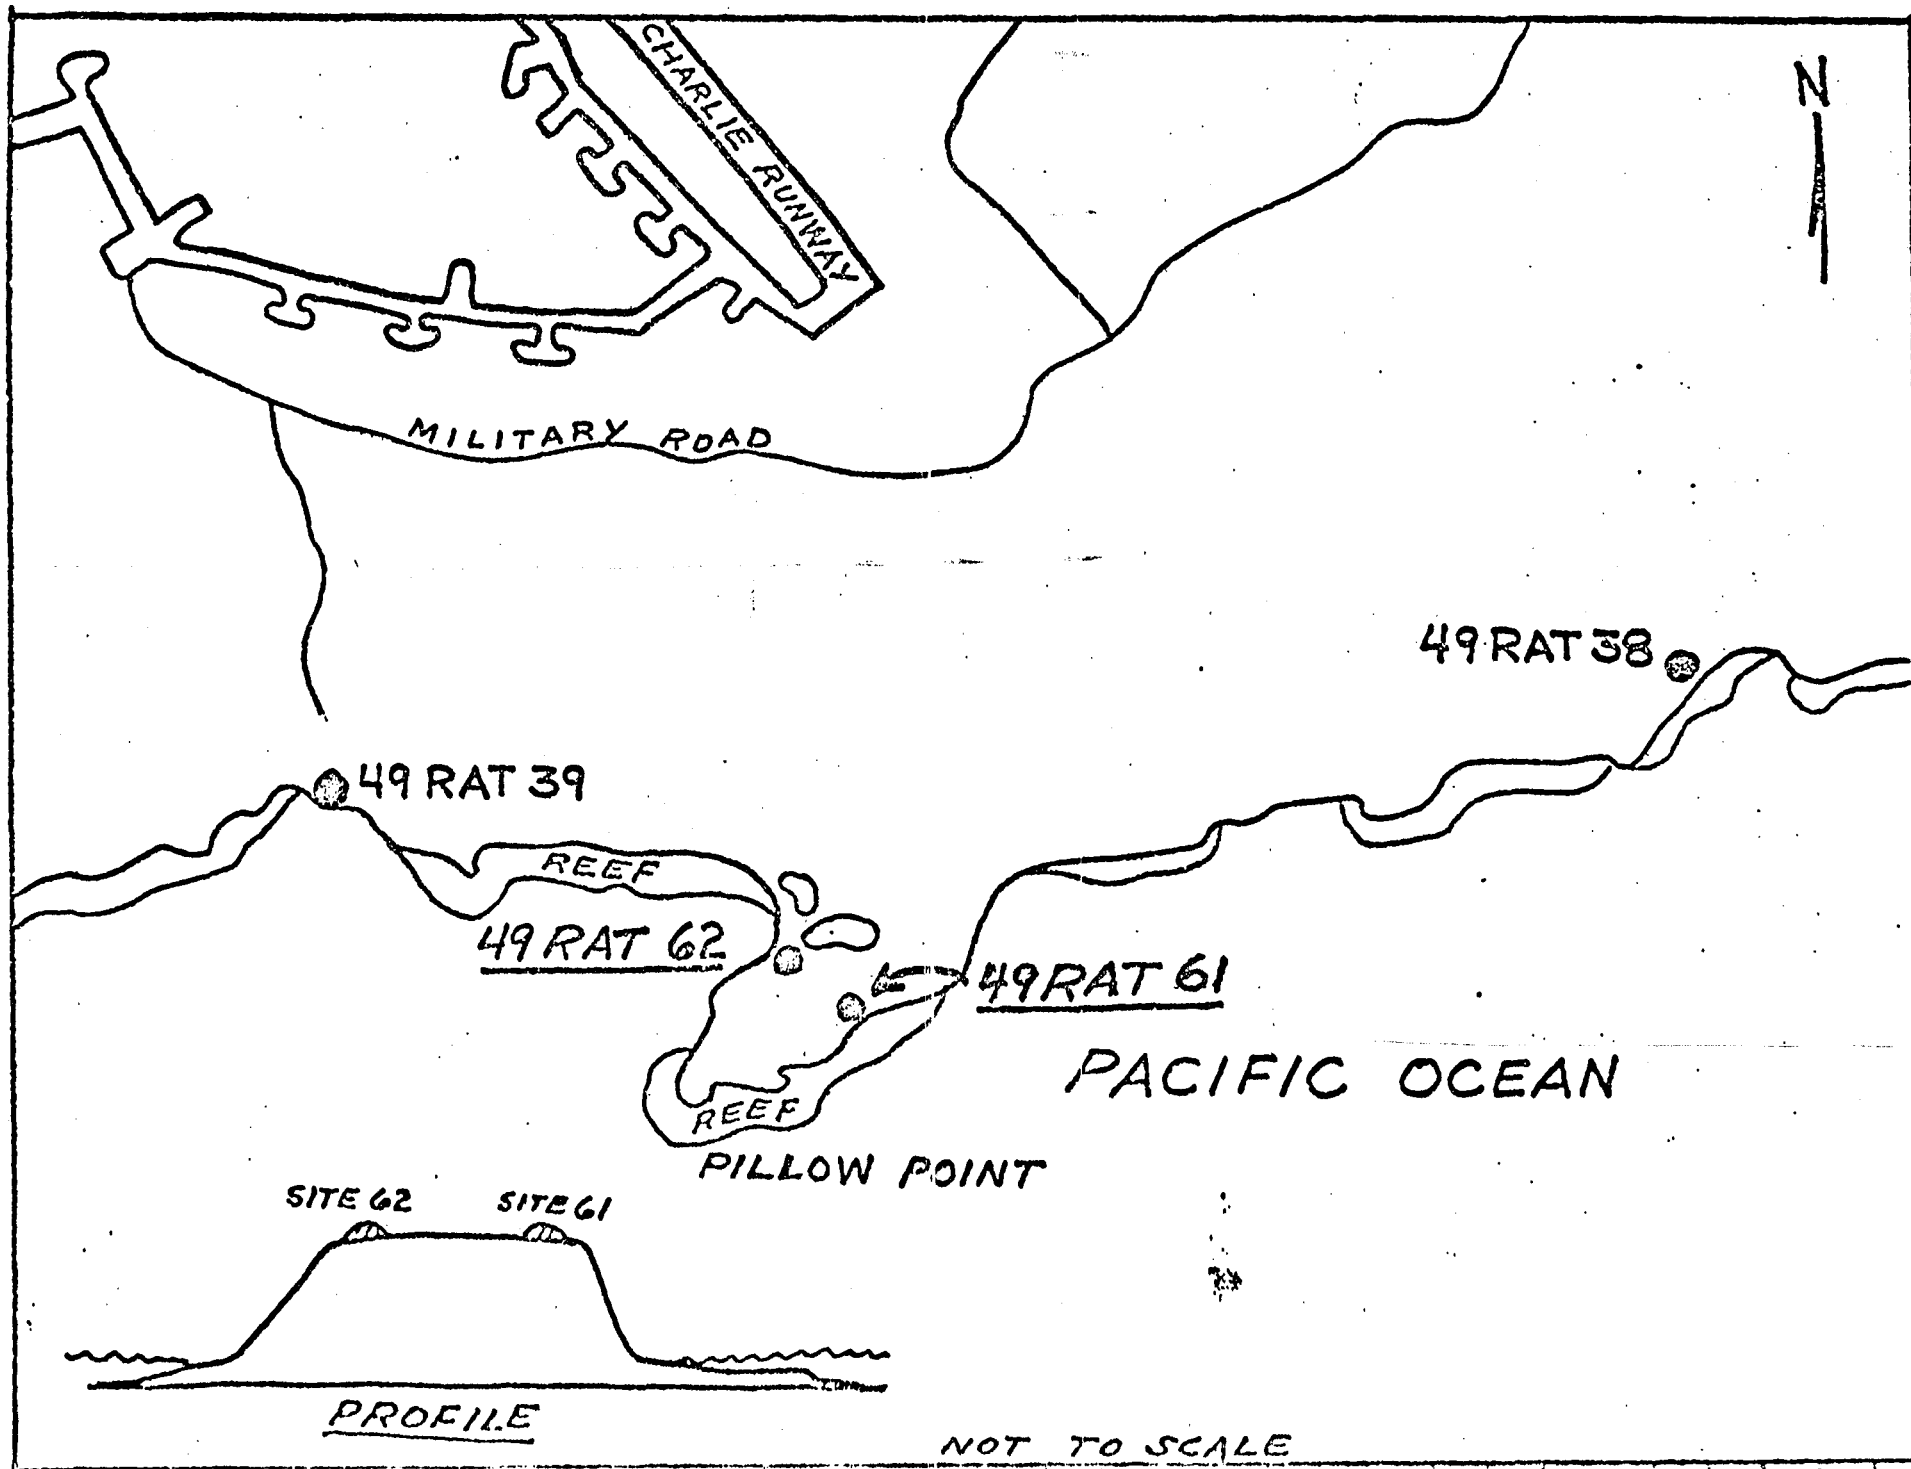 CHARLIE RUNWAY
N
MILITARY ROAD
49 RAT 38
49 RAT 39
REEF
49 RAT 62
49 RAT 61
PACIFIC OCEAN
REEF
PILLOW POINT
SITE 62 SITE 61
PROFILE
NOT TO SCALE